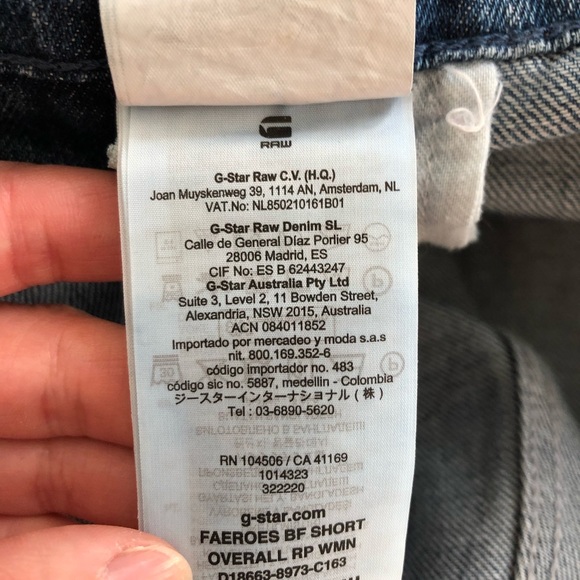 RAW
G-Star Raw C.V. (H.Q.)
Joan Muyskenweg 39, 1114 AN, Amsterdam, NL
VAT.No: NL850210161B01
G-Star Raw Denim SL
Calle de General Díaz Porlier 95
28006 Madrid, ES
CIF No: ES B 62443247
G-Star Australia Pty Ltd
Suite 3, Level 2, 11 Bowden Street,
Alexandria, NSW 2015, Australia
ACN 084011852
Importado por mercadeo y moda s.a.s
nit. 800.169.352-6
código importador no. 483
código sic no. 5887, medellin - Colombia
ジースターインターナショナル（株）
Tel : 03-6890-5620
RN 104506 / CA 41169
1014323
322220
g-star.com
FAEROES BF SHORT
OVERALL RP WMN
D18663-8973-C163